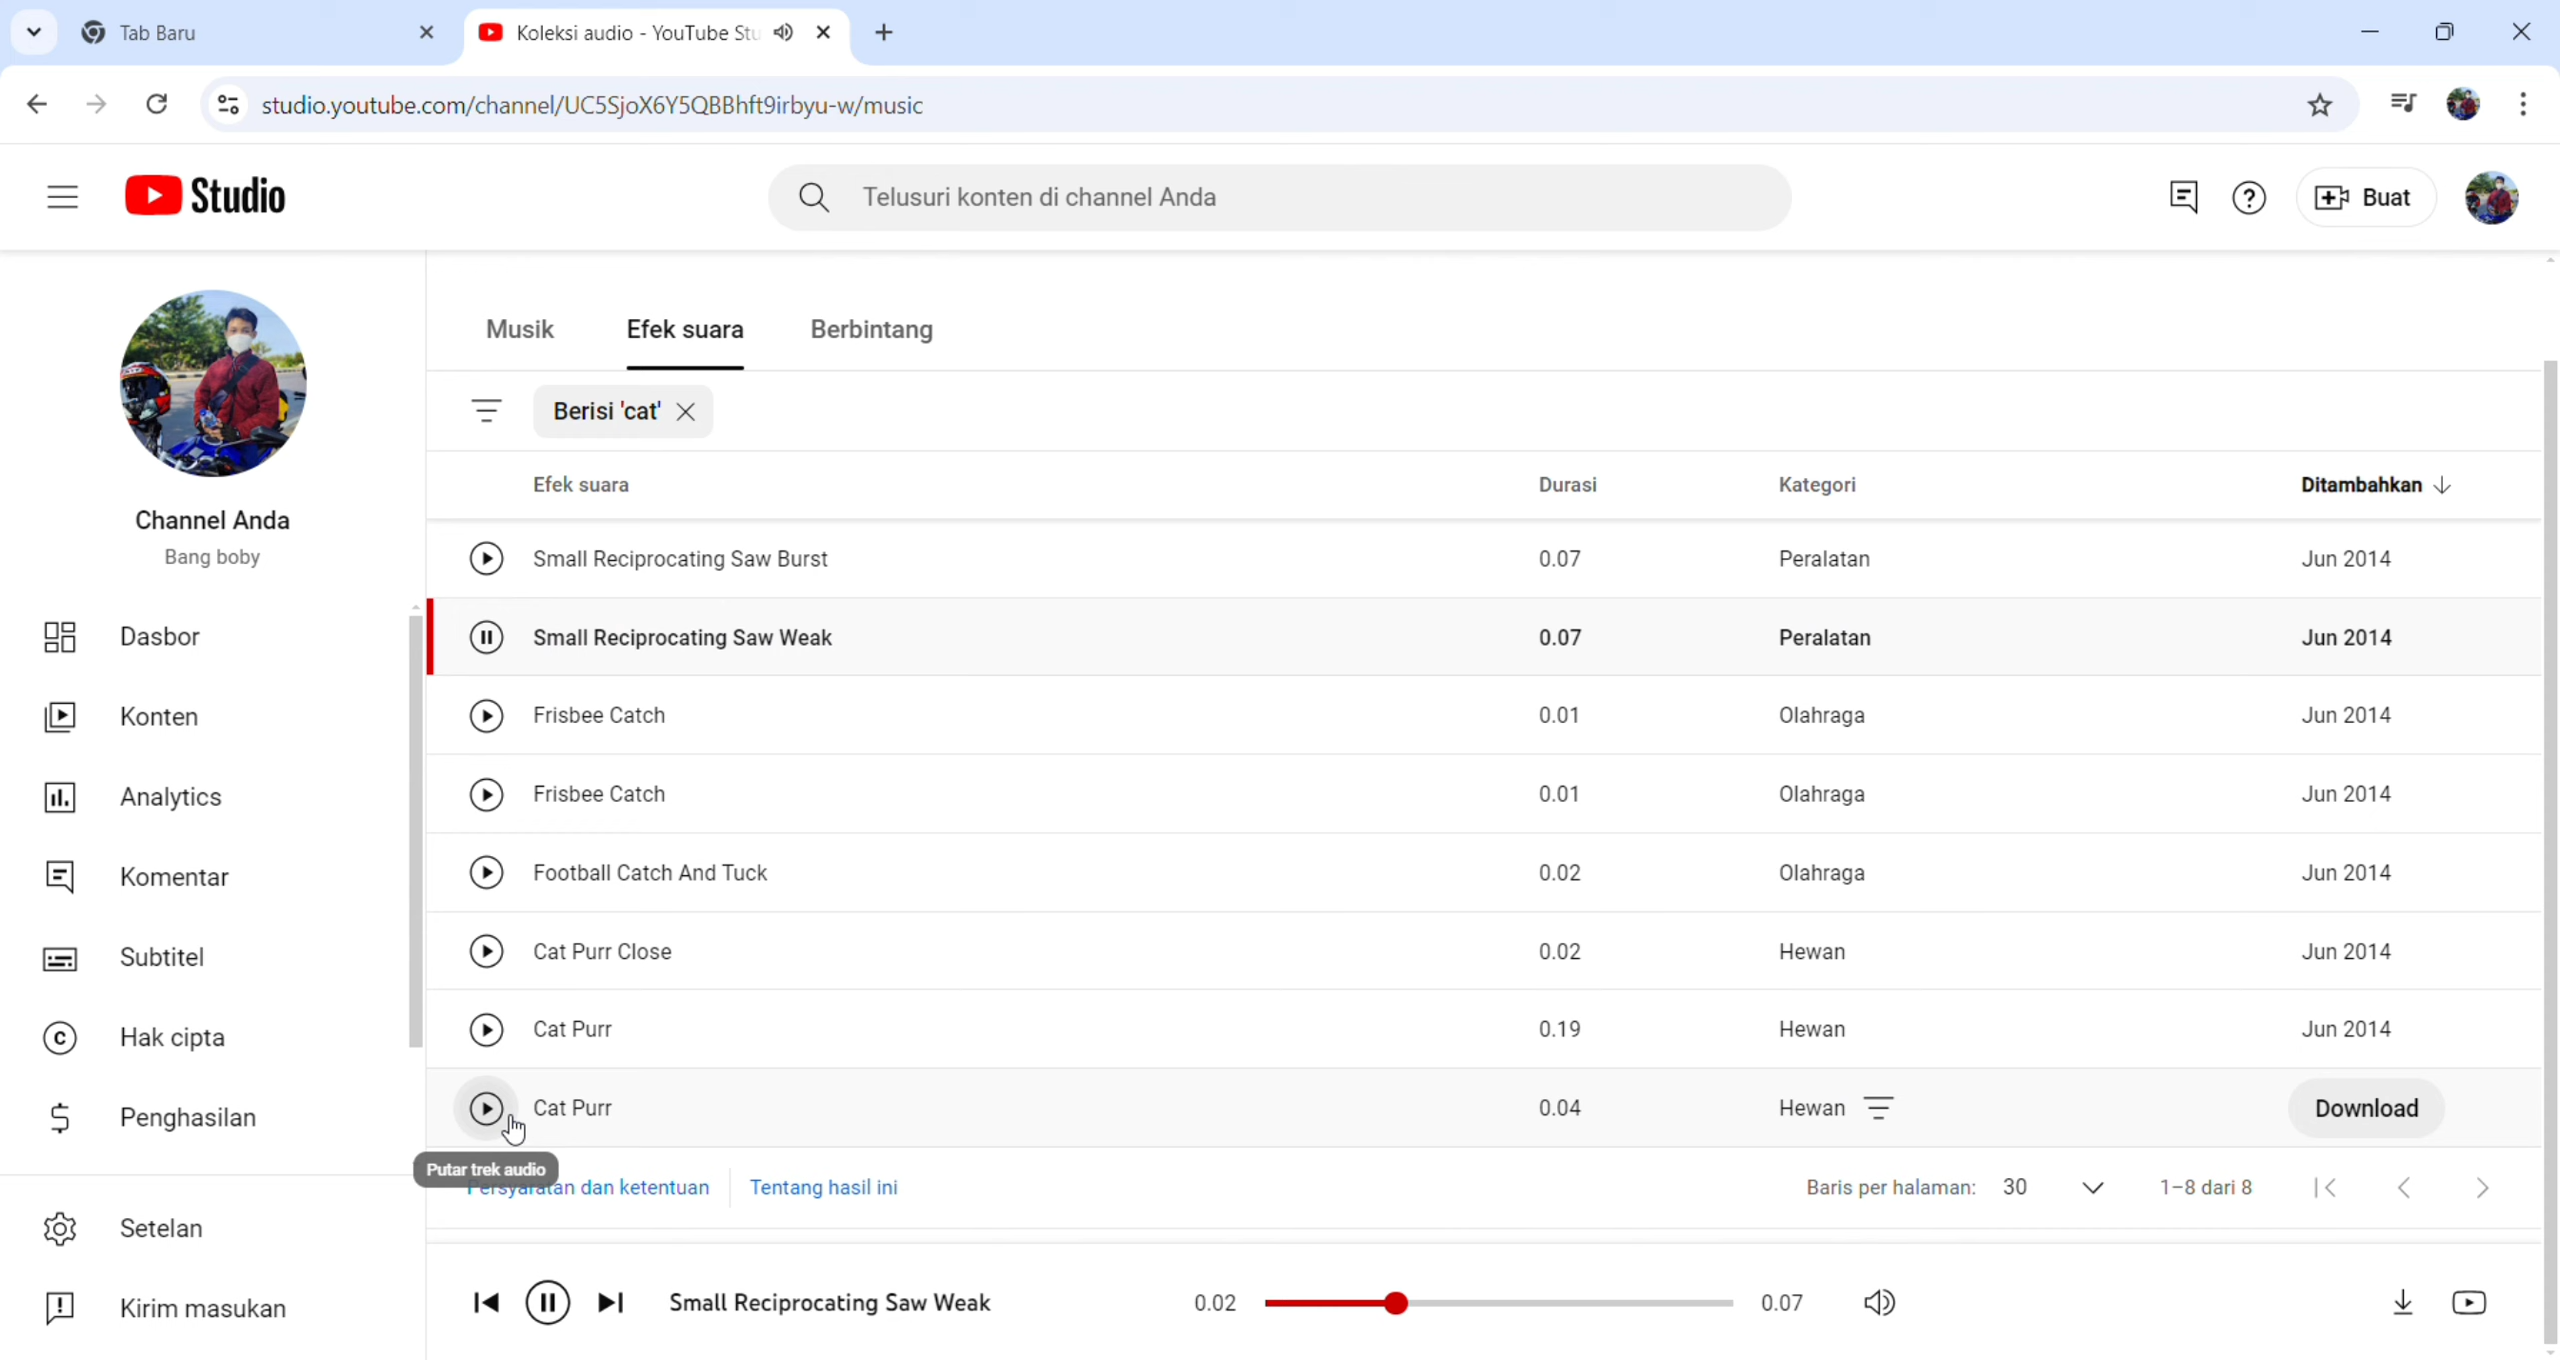 Tab Baru
Koleksi audio - YouTube Stu
studio.youtube.com/channel/UC5SjoX6Y5QBBhft9irbyu-w/music
Studio
Telusuri konten di channel Anda
Buat
Channel Anda
Bang boby
Dasbor
Konten
Analytics
Komentar
Subtitel
Hak cipta
Penghasilan
Setelan
Kirim masukan
Musik Efek suara Berbintang
Berisi 'cat'
Efek suara Durasi Kategori Ditambahkan
Small Reciprocating Saw Burst 0.07 Peralatan Jun 2014
Small Reciprocating Saw Weak 0.07 Peralatan Jun 2014
Frisbee Catch 0.01 Olahraga Jun 2014
Frisbee Catch 0.01 Olahraga Jun 2014
Football Catch And Tuck 0.02 Olahraga Jun 2014
Cat Purr Close 0.02 Hewan Jun 2014
Cat Purr 0.19 Hewan Jun 2014
Cat Purr 0.04 Hewan Download
Putar trek audio
Persyaratan dan ketentuan Tentang hasil ini Baris per halaman: 30 1–8 dari 8
Small Reciprocating Saw Weak 0.02 0.07